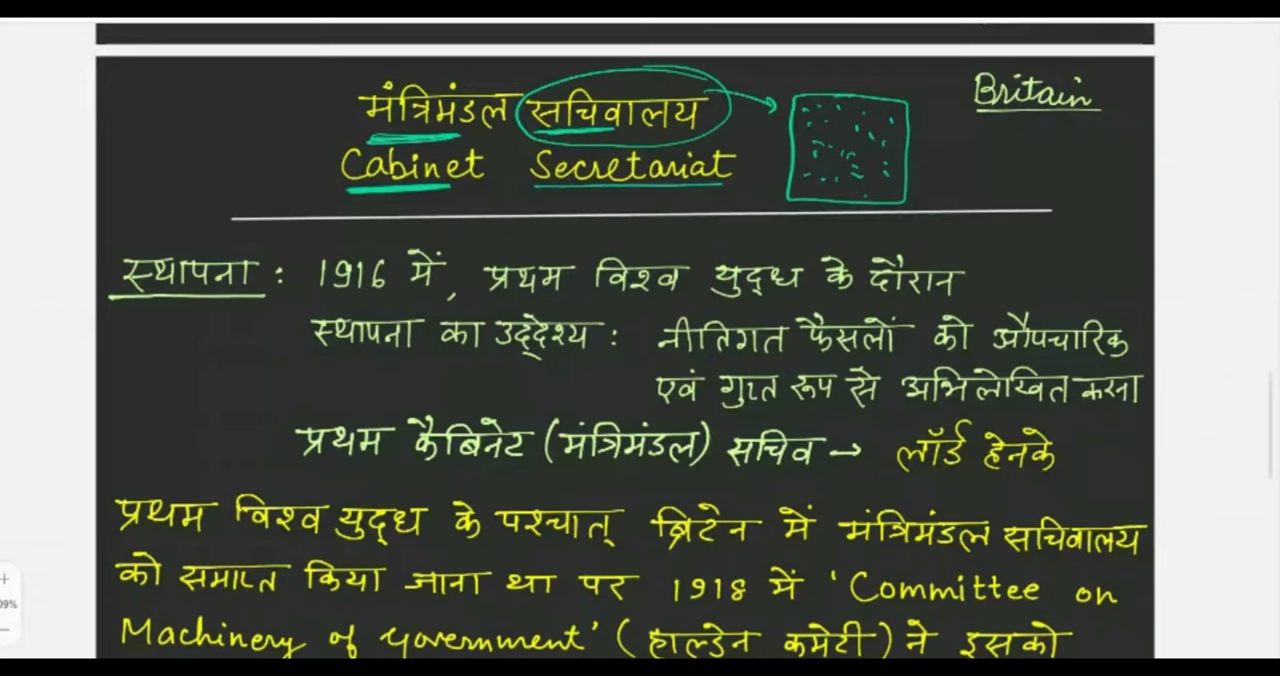 Britain
मंत्रिमंडल सचिवालय
Cabinet Secretariat
स्थापना : 1916 में, प्रथम विश्व युद्ध के दौरान
स्थापना का उद्देश्य : नीतिगत फैसलों को औपचारिक
एवं गुप्त रूप से अभिलेखित करना
प्रथम कैबिनेट (मंत्रिमंडल) सचिव → लॉर्ड हेनके
प्रथम विश्व युद्ध के पश्चात् ब्रिटेन में मंत्रिमंडल सचिवालय
को समाप्त किया जाना था पर 1918 में 'Committee on
Machinery of Government' (हाल्डेन कमेटी) ने इसको
+
09%
−